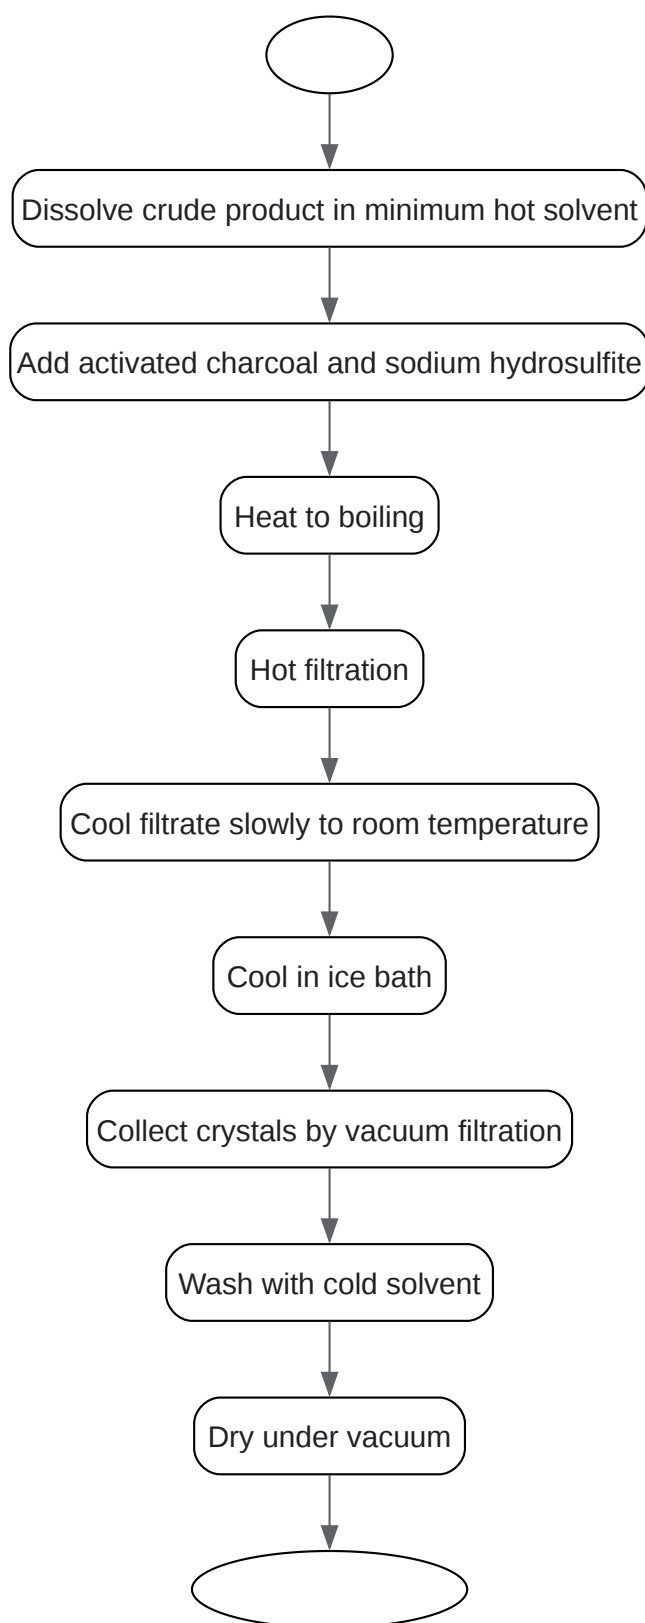 Dissolve crude product in minimum hot solvent
Add activated charcoal and sodium hydrosulfite
Heat to boiling
Hot filtration
Cool filtrate slowly to room temperature
Cool in ice bath
Collect crystals by vacuum filtration
Wash with cold solvent
Dry under vacuum